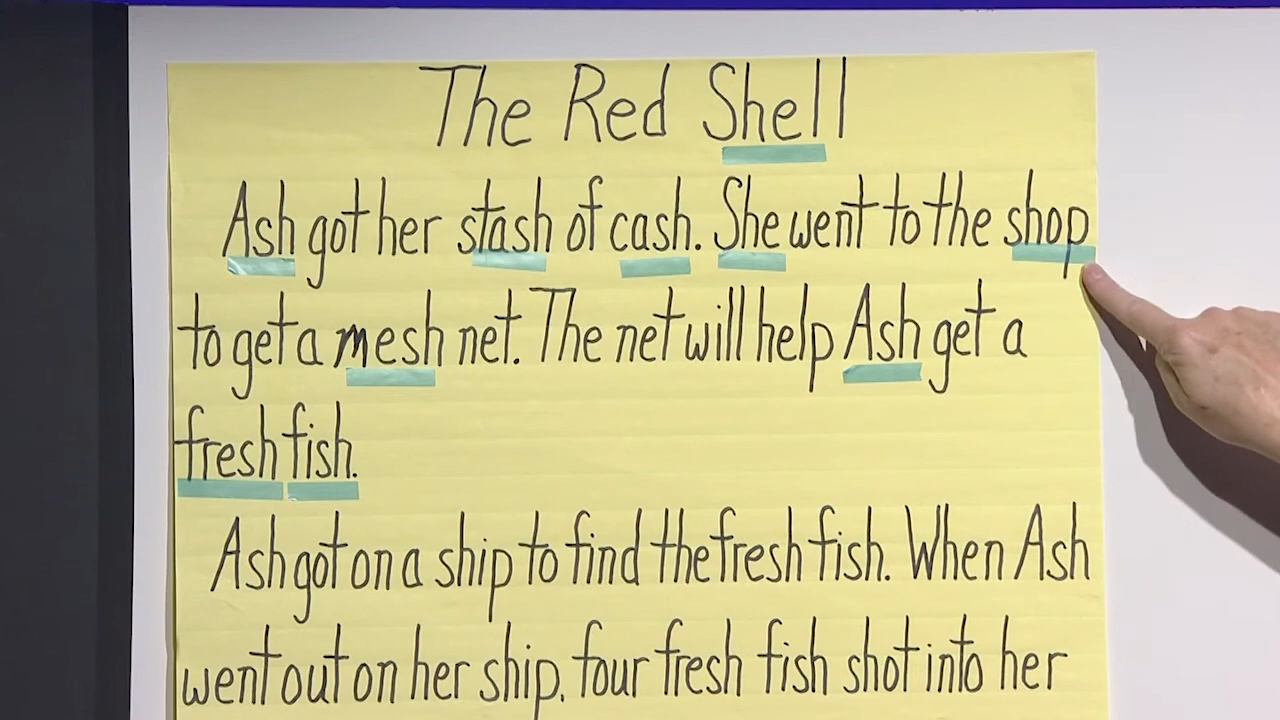 The Red Shell
Ash got her stash of cash. She went to the shop
to get a mesh net. The net will help Ash get a
fresh fish.
Ash got on a ship to find the fresh fish. When Ash
went out on her ship, four fresh fish shot into her